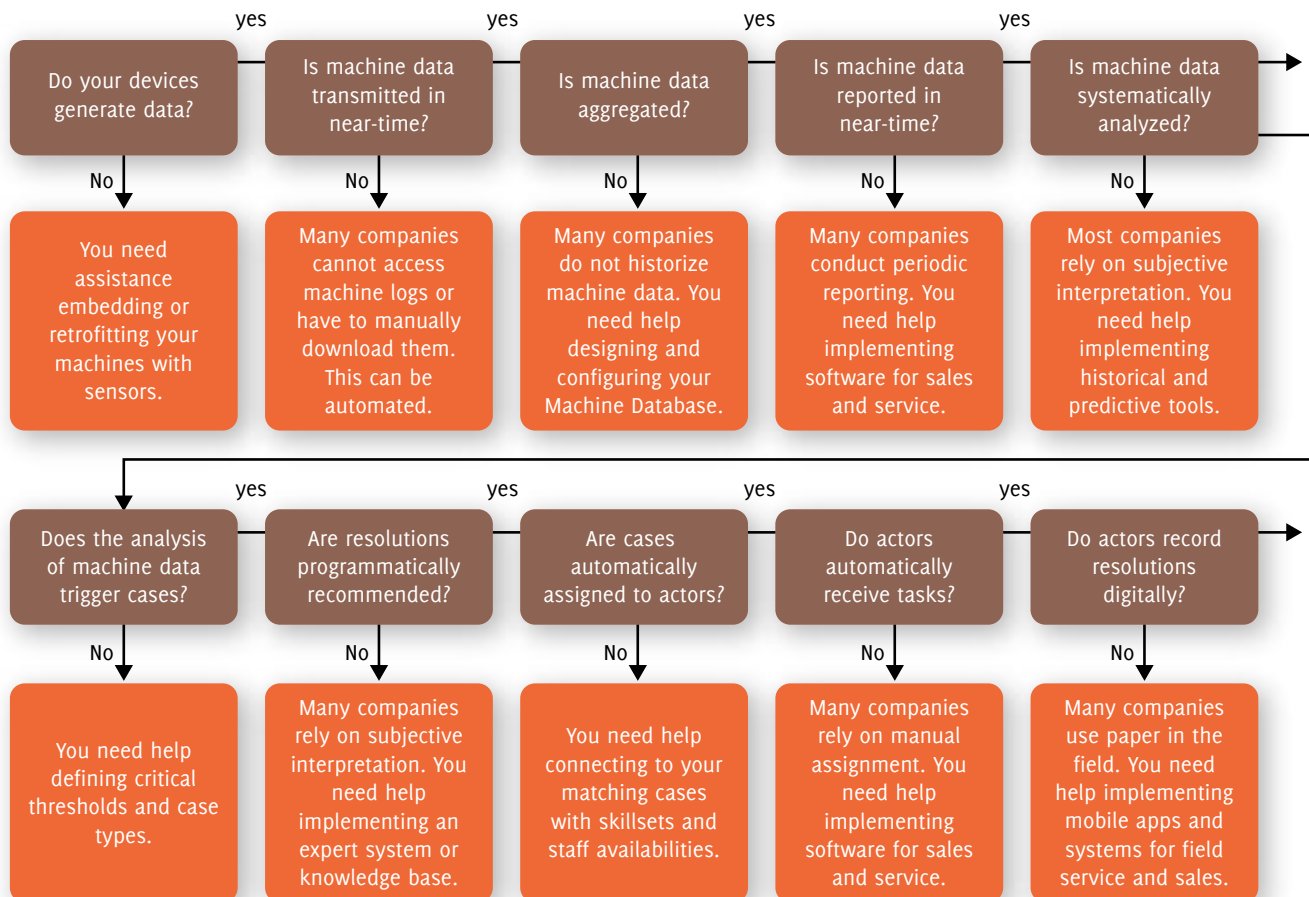 yes
yes
yes
yes
Do your devices
generate data?
Is machine data
transmitted in
near-time?
Is machine data
aggregated?
Is machine data
reported in
near-time?
Is machine data
systematically
analyzed?
No
No
No
No
No
You need
assistance
embedding or
retrofitting your
machines with
sensors.
Many companies
cannot access
machine logs or
have to manually
download them.
This can be
automated.
Many companies
do not historize
machine data. You
need help
designing and
configuring your
Machine Database.
Many companies
conduct periodic
reporting. You
need help
implementing
software for sales
and service.
Most companies
rely on subjective
interpretation. You
need help
implementing
historical and
predictive tools.
yes
yes
yes
yes
Does the analysis
of machine data
trigger cases?
Are resolutions
programmatically
recommended?
Are cases
automatically
assigned to actors?
Do actors
automatically
receive tasks?
Do actors record
resolutions
digitally?
No
No
No
No
No
You need help
defining critical
thresholds and case
types.
Many companies
rely on subjective
interpretation. You
need help
implementing an
expert system or
knowledge base.
You need help
connecting to your
matching cases
with skillsets and
staff availabilities.
Many companies
rely on manual
assignment. You
need help
implementing
software for sales
and service.
Many companies
use paper in the
field. You need
help implementing
mobile apps and
systems for field
service and sales.